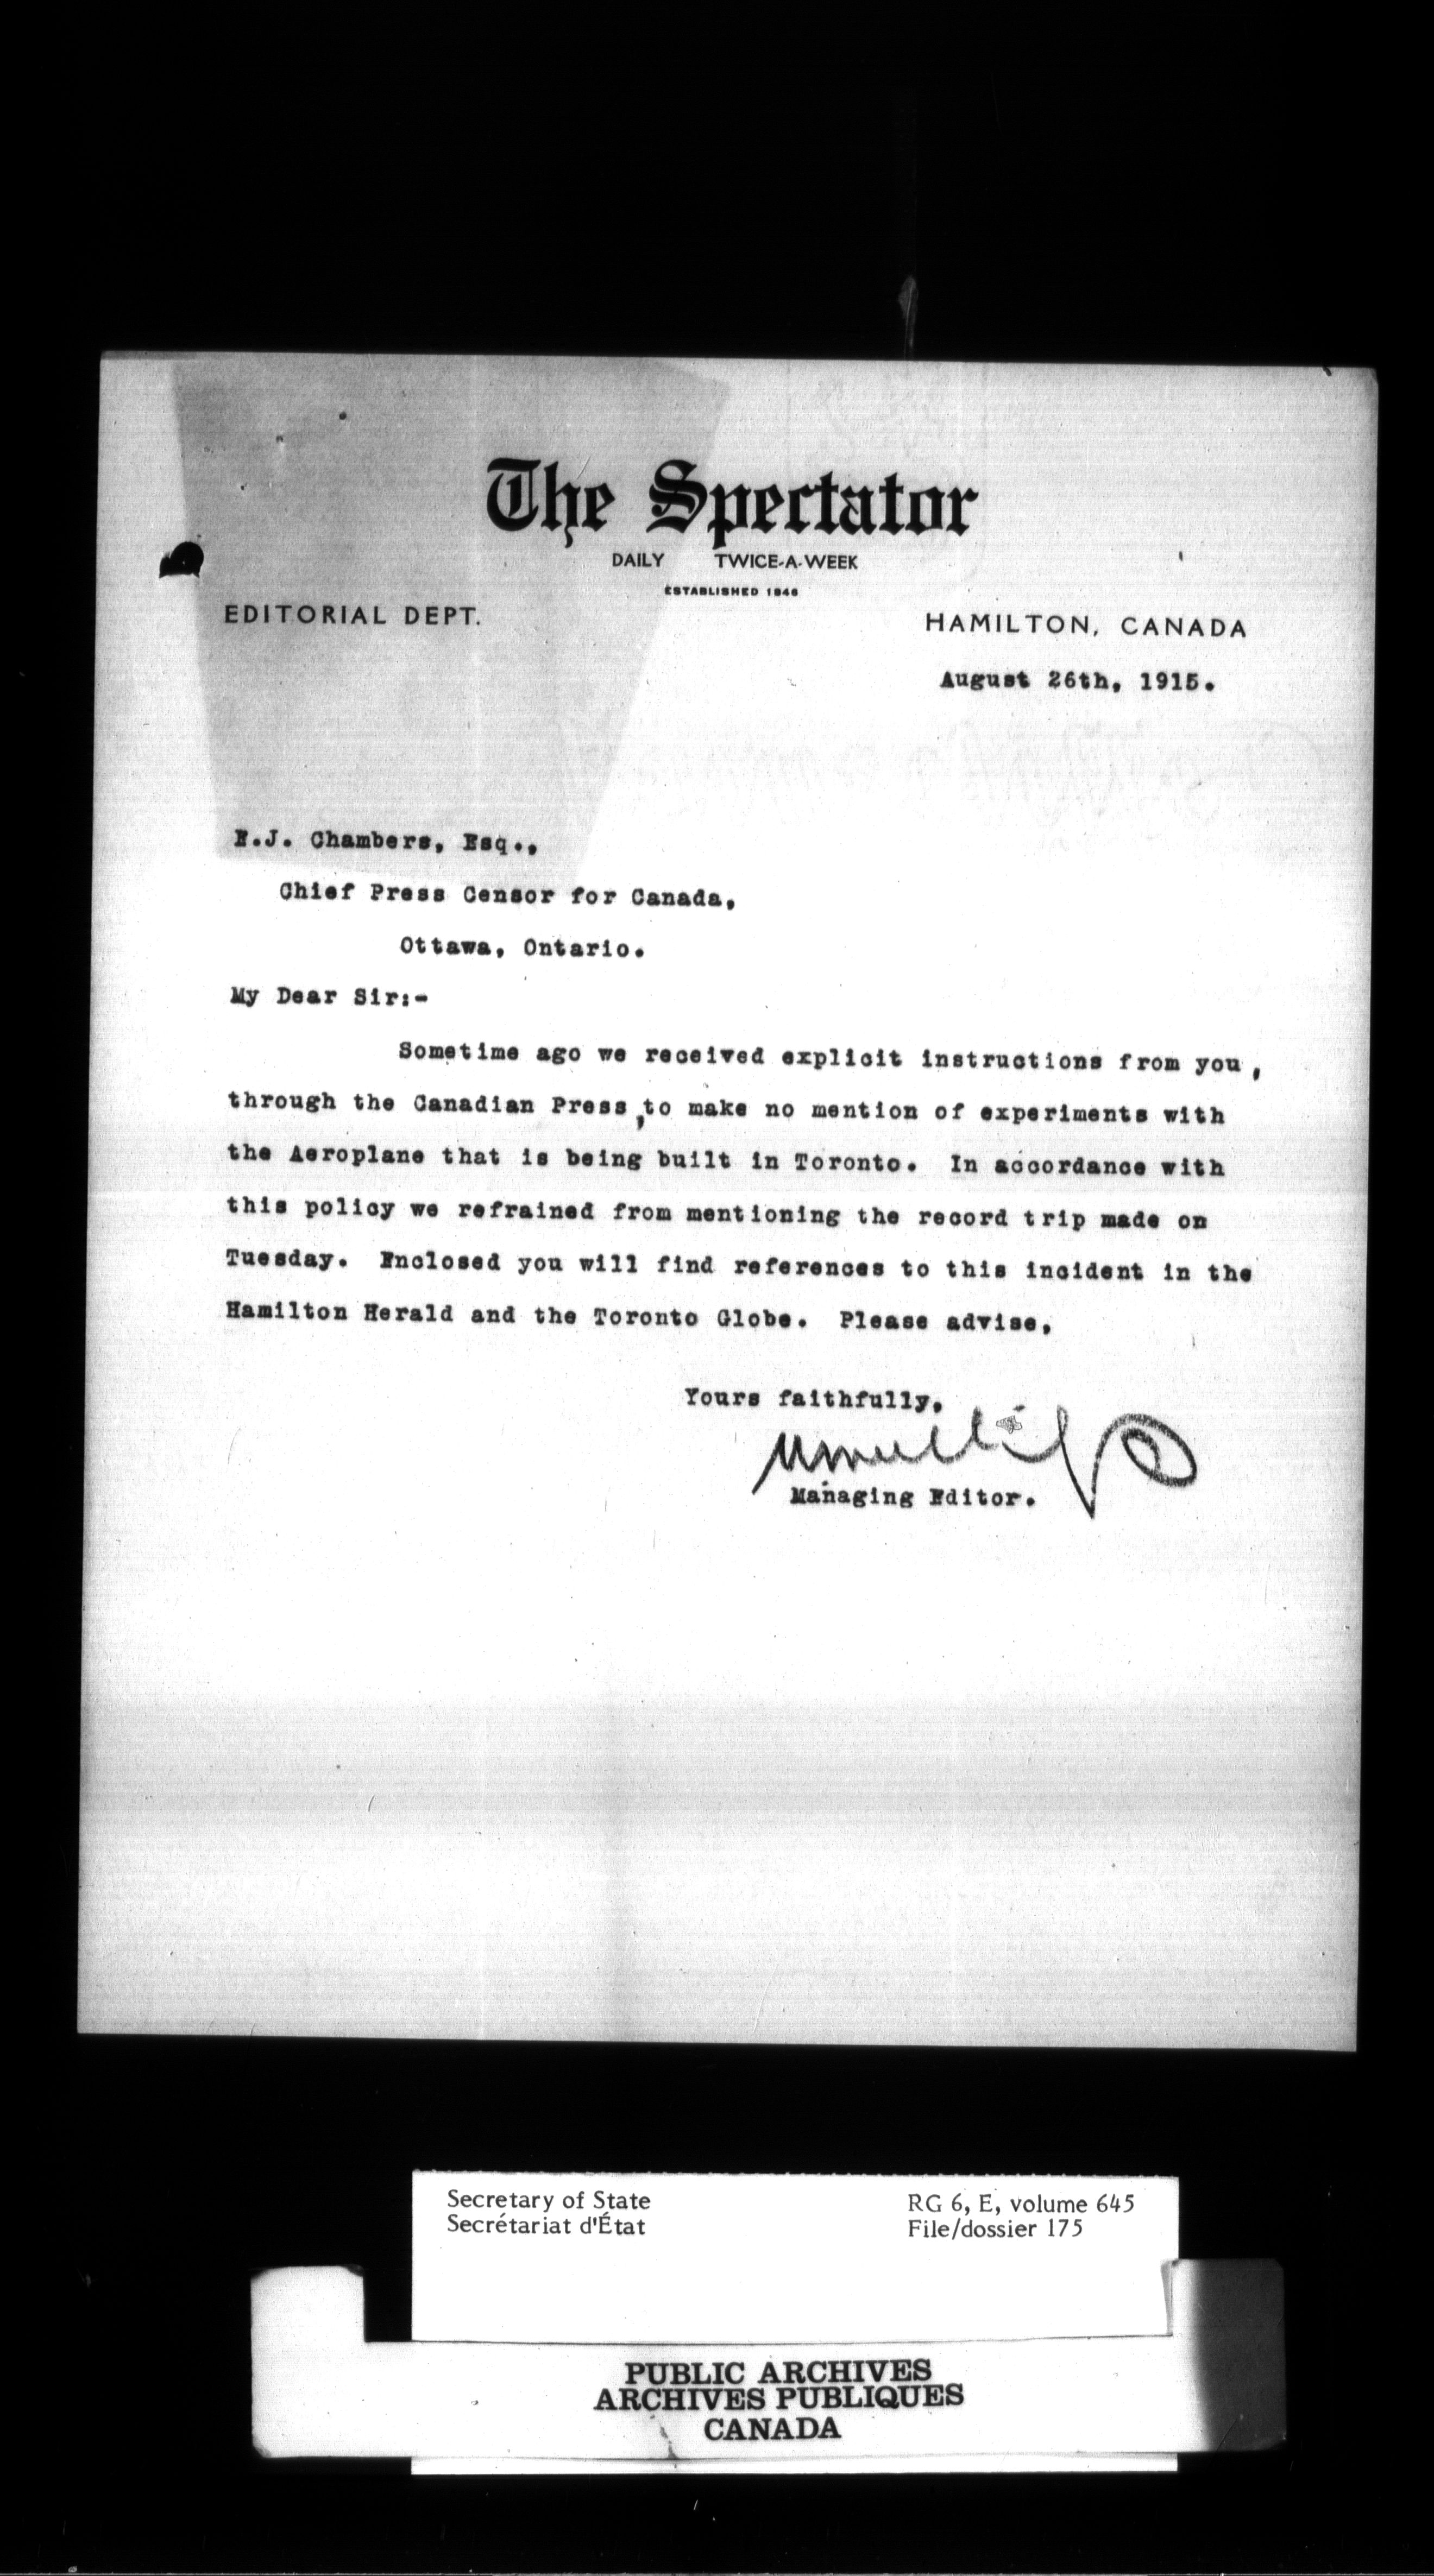 The Spectator
DAILY TWICE-A-WEEK
ESTABLISHED 1846
EDITORIAL DEPT.
HAMILTON, CANADA
August 26th, 1915.
E.J. Chambers, Esq.,
Chief Press Censor for Canada,
Ottawa, Ontario.
My Dear Sir:-
Sometime ago we received explicit instructions from you,
through the Canadian Press, to make no mention of experiments with
the Aeroplane that is being built in Toronto. In accordance with
this policy we refrained from mentioning the record trip made on
Tuesday. Enclosed you will find references to this incident in the
Hamilton Herald and the Toronto Globe. Please advise,
Yours faithfully,
Managing Editor.
Secretary of State
Secrétariat d'État
RG 6, E, volume 645
File/dossier 175
PUBLIC ARCHIVES
ARCHIVES PUBLIQUES
CANADA